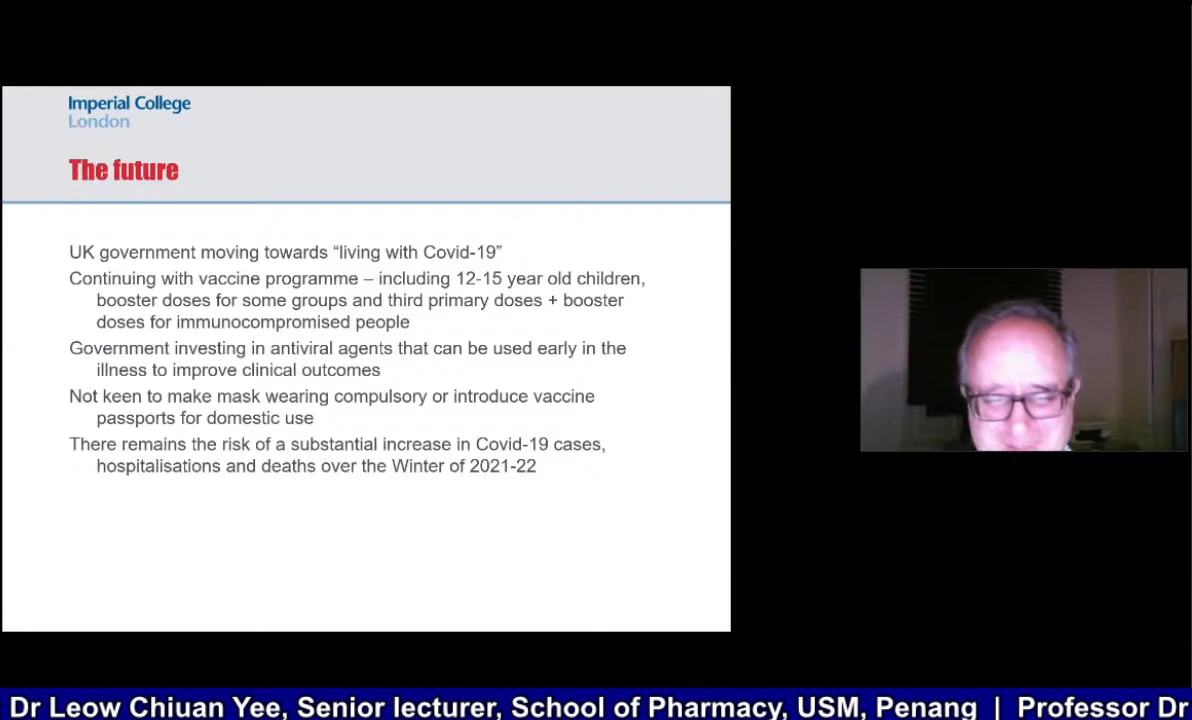 Imperial College
London
The future
UK government moving towards “living with Covid-19”
Continuing with vaccine programme – including 12-15 year old children,
booster doses for some groups and third primary doses + booster
doses for immunocompromised people
Government investing in antiviral agents that can be used early in the
illness to improve clinical outcomes
Not keen to make mask wearing compulsory or introduce vaccine
passports for domestic use
There remains the risk of a substantial increase in Covid-19 cases,
hospitalisations and deaths over the Winter of 2021-22
Dr Leow Chiuan Yee, Senior lecturer, School of Pharmacy, USM, Penang | Professor Dr